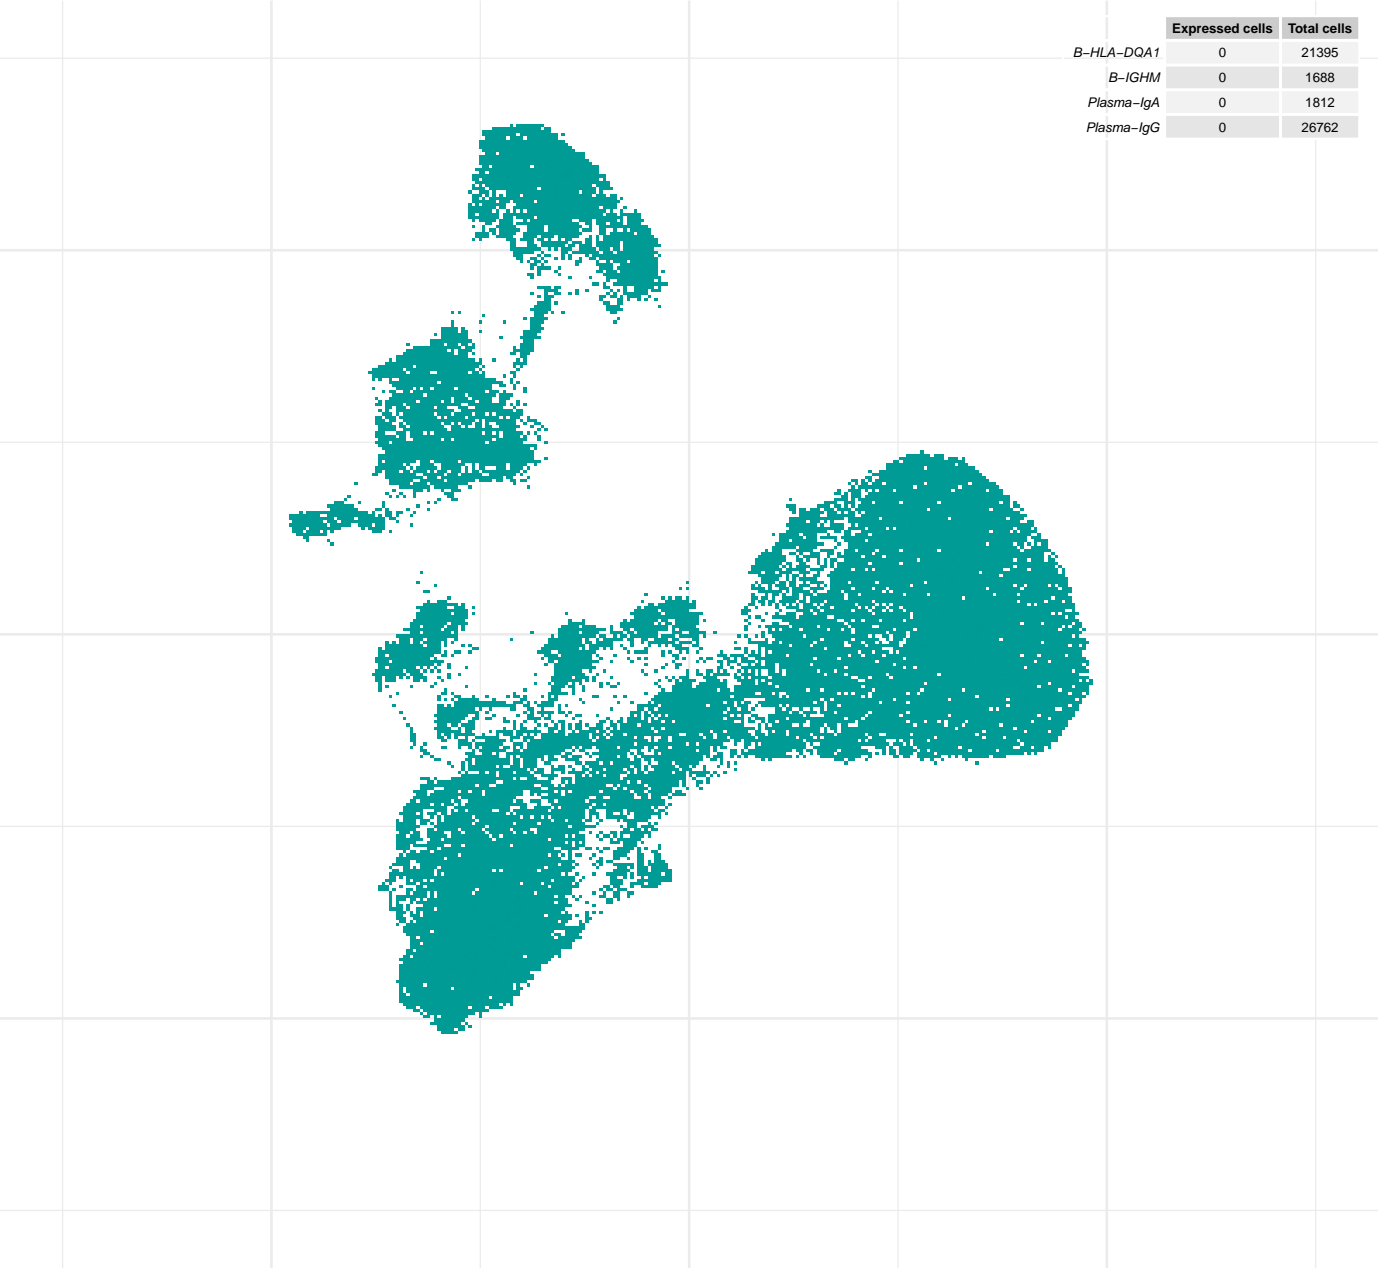 Expressed cells Total cells
B−HLA−DQA1 0 21395
B−IGHM 0 1688
Plasma−IgA 0 1812
Plasma−IgG 0 26762